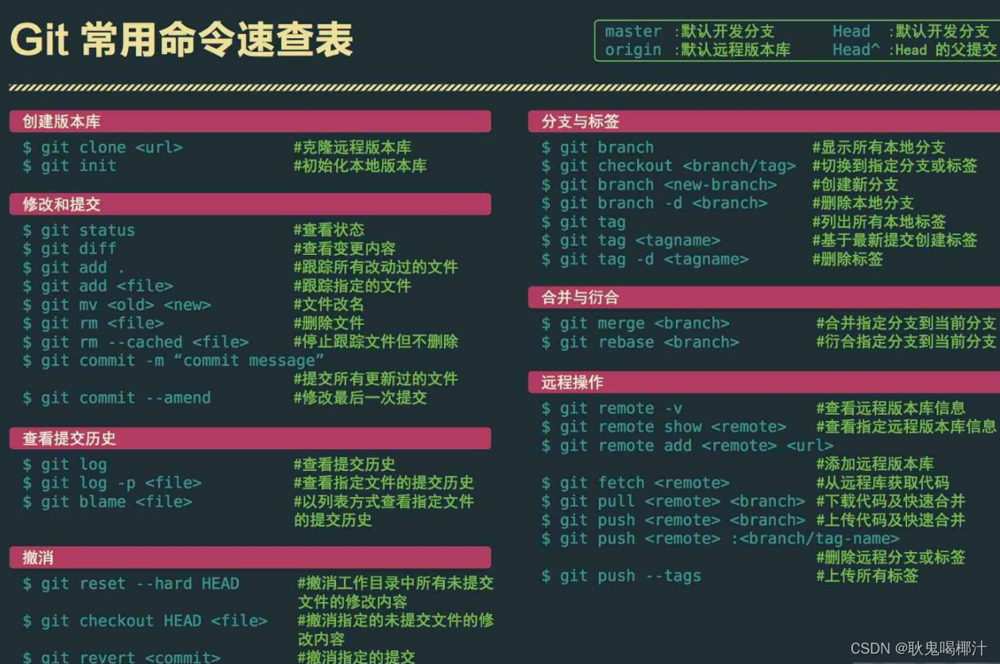 Git 常用命令速查表
master :默认开发分支 Head :默认开发分支
origin :默认远程版本库 Head^ :Head 的父提交
创建版本库
$ git clone <url> #克隆远程版本库
$ git init #初始化本地版本库
修改和提交
$ git status #查看状态
$ git diff #查看变更内容
$ git add . #跟踪所有改动过的文件
$ git add <file> #跟踪指定的文件
$ git mv <old> <new> #文件改名
$ git rm <file> #删除文件
$ git rm --cached <file> #停止跟踪文件但不删除
$ git commit -m “commit message”
#提交所有更新过的文件
$ git commit --amend #修改最后一次提交
查看提交历史
$ git log #查看提交历史
$ git log -p <file> #查看指定文件的提交历史
$ git blame <file> #以列表方式查看指定文件
的提交历史
撤消
$ git reset --hard HEAD #撤消工作目录中所有未提交
文件的修改内容
$ git checkout HEAD <file> #撤消指定的未提交文件的修
改内容
$ git revert <commit> #撤消指定的提交
分支与标签
$ git branch #显示所有本地分支
$ git checkout <branch/tag> #切换到指定分支或标签
$ git branch <new-branch> #创建新分支
$ git branch -d <branch> #删除本地分支
$ git tag #列出所有本地标签
$ git tag <tagname> #基于最新提交创建标签
$ git tag -d <tagname> #删除标签
合并与衍合
$ git merge <branch> #合并指定分支到当前分支
$ git rebase <branch> #衍合指定分支到当前分支
远程操作
$ git remote -v #查看远程版本库信息
$ git remote show <remote> #查看指定远程版本库信息
$ git remote add <remote> <url>
#添加远程版本库
$ git fetch <remote> #从远程库获取代码
$ git pull <remote> <branch> #下载代码及快速合并
$ git push <remote> <branch> #上传代码及快速合并
$ git push <remote> :<branch/tag-name>
#删除远程分支或标签
$ git push --tags #上传所有标签
CSDN @耿鬼喝椰汁